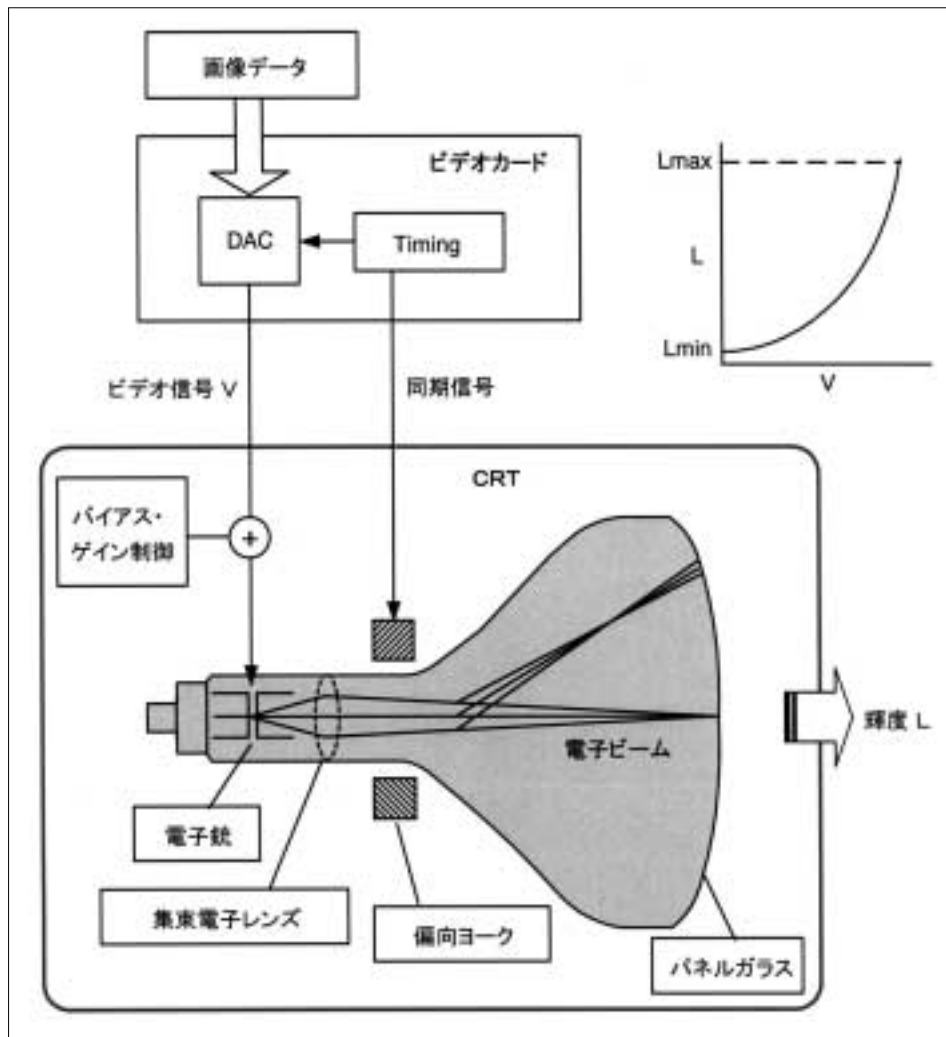 画像データ
ビデオカード
DAC
Timing
Lmax
L
Lmin
V
ビデオ信号 V
同期信号
CRT
バイアス・
ゲイン制御
+
電子ビーム
輝度 L
電子銃
集束電子レンズ
偏向ヨーク
パネルガラス